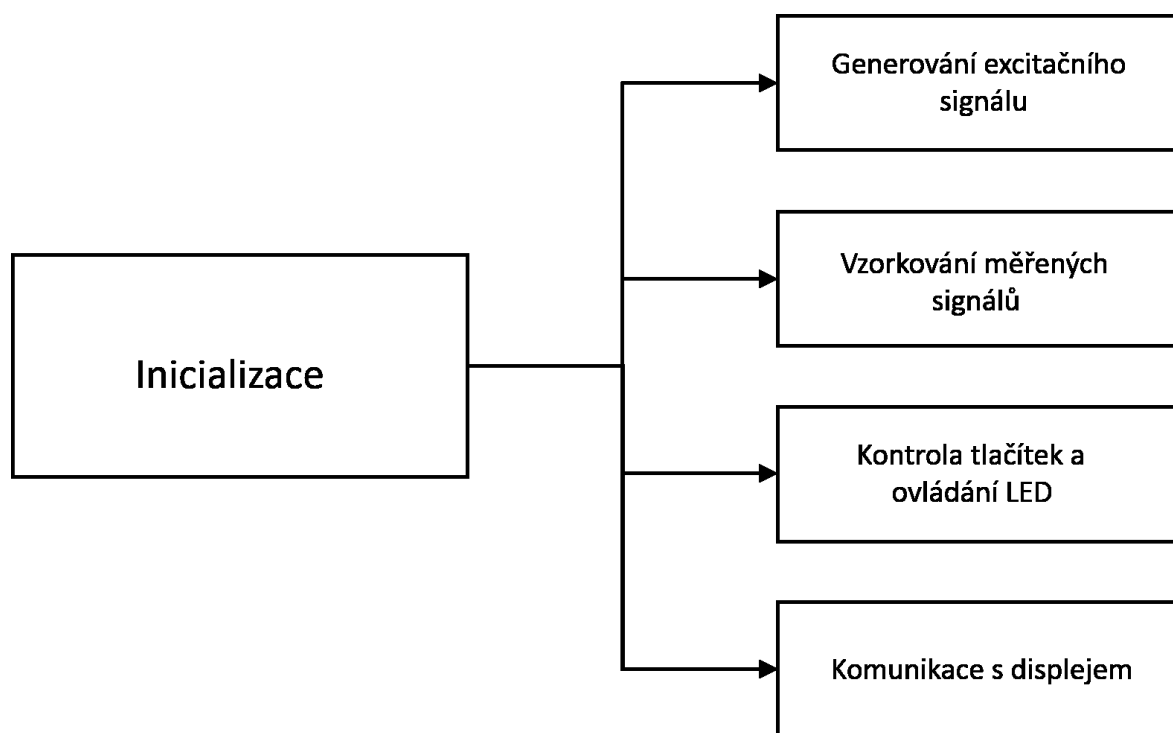 Generování excitačního
signálu
Vzorkování měřených
signálů
Inicializace
Kontrola tlačítek a
ovládání LED
Komunikace s displejem